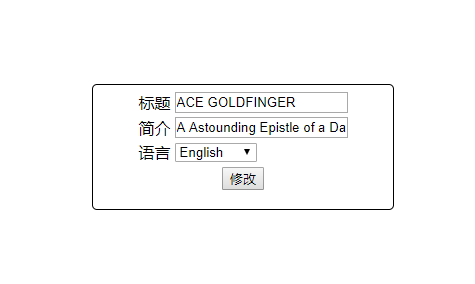 标题 ACE GOLDFINGER
简介 A Astounding Epistle of a Da
语言 English
修改